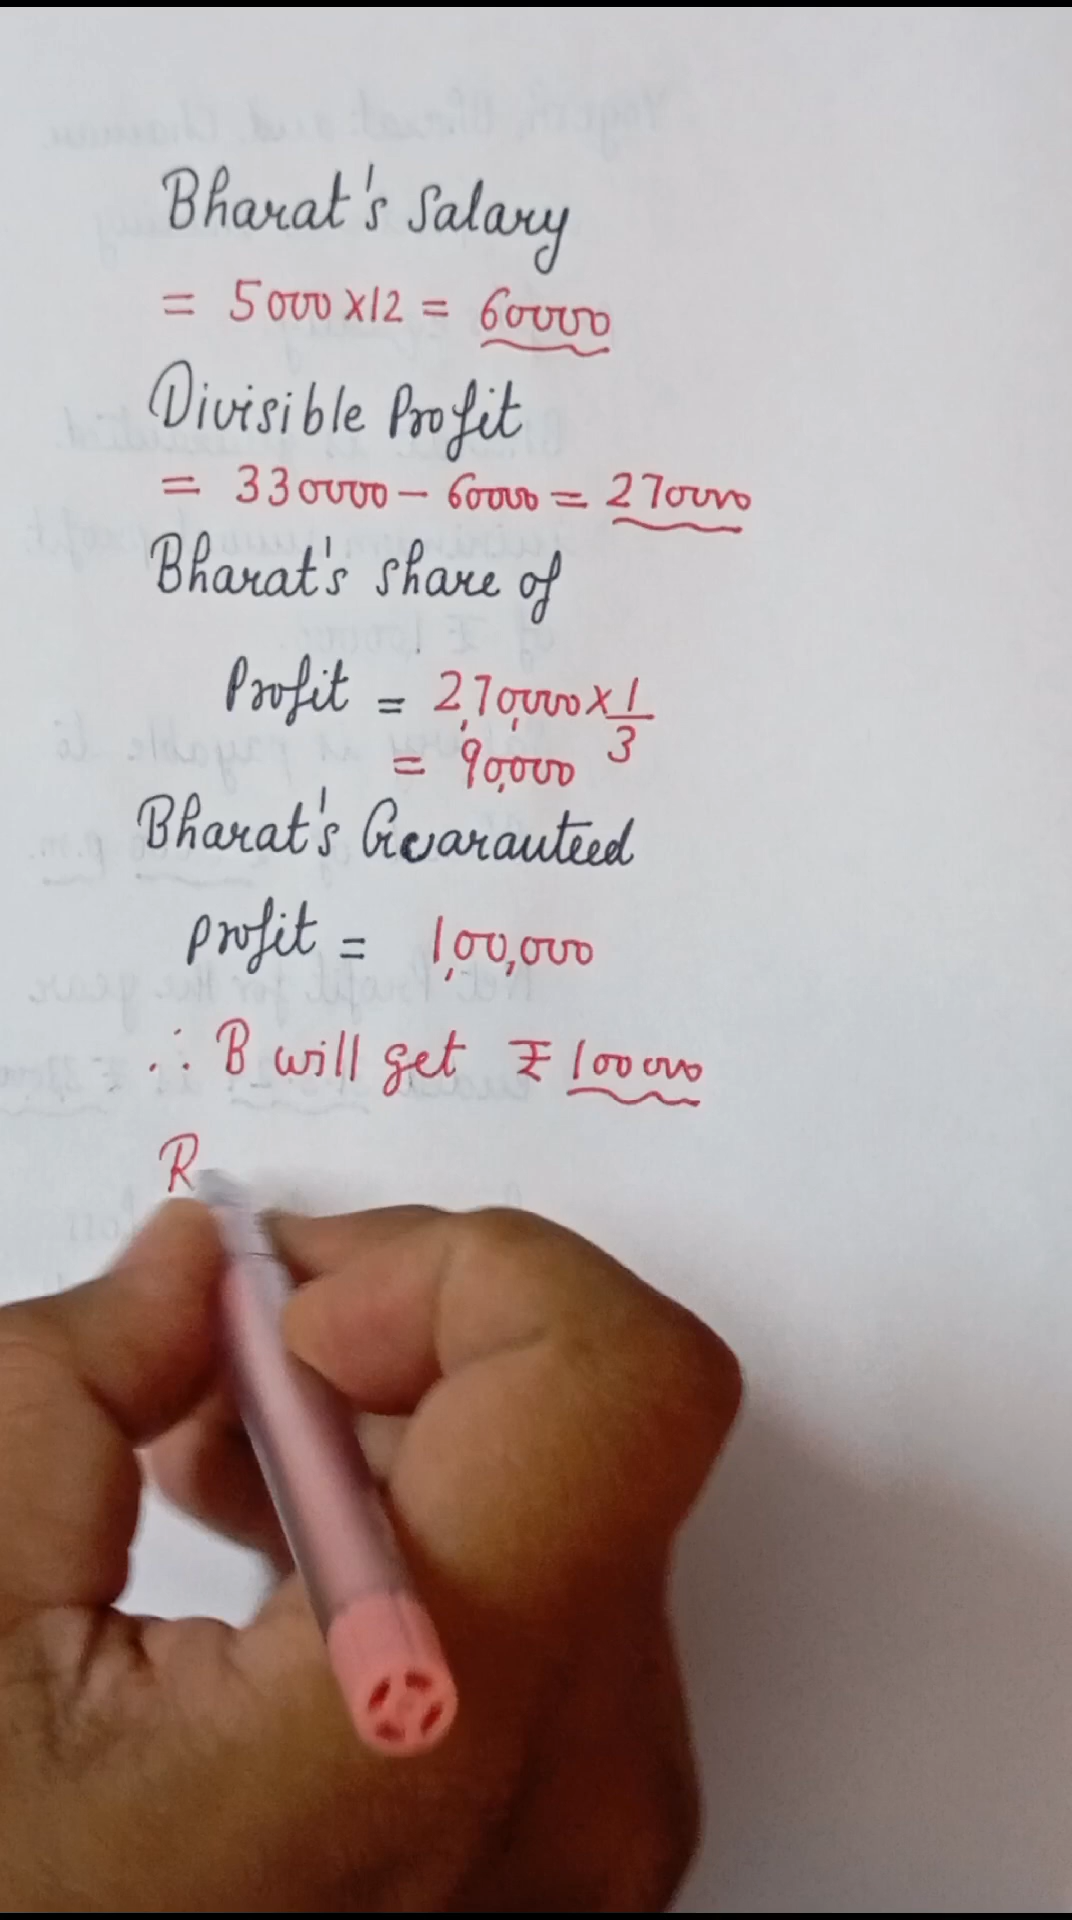 Bharat's Salary
= 5000 x 12 = 60000
Divisible Profit
= 330000 - 60000 = 270000
Bharat's share of
Profit = 2,70,000 x 1/3
= 90,000
Bharat's Guaranteed
profit = 1,00,000
∴ B will get ₹ 100000
R